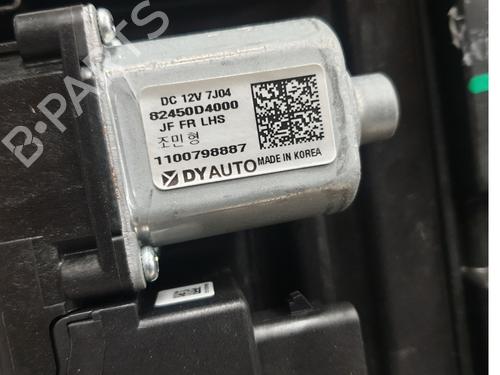 B-PARTS
DC 12V 7J04
82450D4000
JF FR LHS
조민형
1100798887
DYAUTO MADE IN KOREA